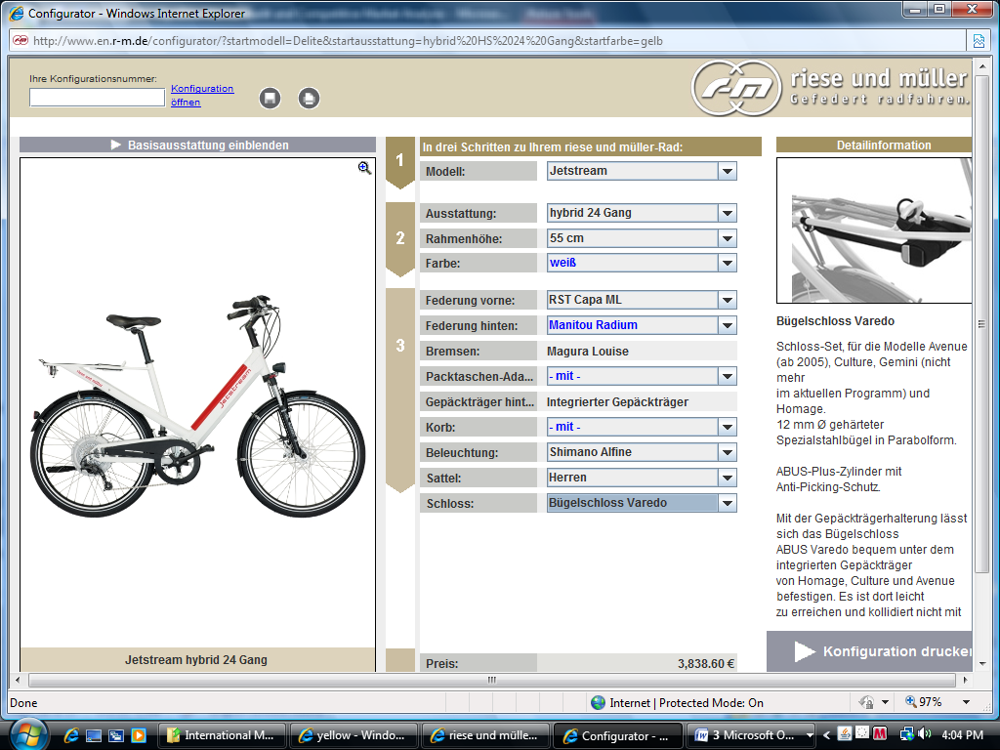 Configurator - Windows Internet Explorer
http://www.en.r-m.de/configurator/?startmodell=Delite&startausstattung=hybrid%20HS%2024%20Gang&startfarbe=gelb
Ihre Konfigurationsnummer:
Konfiguration
öffnen
riese und müller
Gefedert radfahren.
Basisausstattung einblenden
jetstream
Jetstream hybrid 24 Gang
1
In drei Schritten zu Ihrem riese und müller-Rad:
Modell: Jetstream
2
Ausstattung: hybrid 24 Gang
Rahmenhöhe: 55 cm
Farbe: weiß
3
Federung vorne: RST Capa ML
Federung hinten: Manitou Radium
Bremsen: Magura Louise
Packtaschen-Ada... - mit -
Gepäckträger hint... Integrierter Gepäckträger
Korb: - mit -
Beleuchtung: Shimano Alfine
Sattel: Herren
Schloss: Bügelschloss Varedo
Preis: 3,838.60 €
Detailinformation
Bügelschloss Varedo
Schloss-Set, für die Modelle Avenue
(ab 2005), Culture, Gemini (nicht
mehr
im aktuellen Programm) und
Homage.
12 mm Ø gehärteter
Spezialstahlbügel in Parabolform.
ABUS-Plus-Zylinder mit
Anti-Picking-Schutz.
Mit der Gepäckträgerhalterung lässt
sich das Bügelschloss
ABUS Varedo bequem unter dem
integrierten Gepäckträger
von Homage, Culture und Avenue
befestigen. Es ist dort leicht
zu erreichen und kollidiert nicht mit
Konfiguration drucken
Done
Internet | Protected Mode: On
97%
International M...
yellow - Windo...
riese und mülle...
Configurator - ...
3 Microsoft O...
4:04 PM